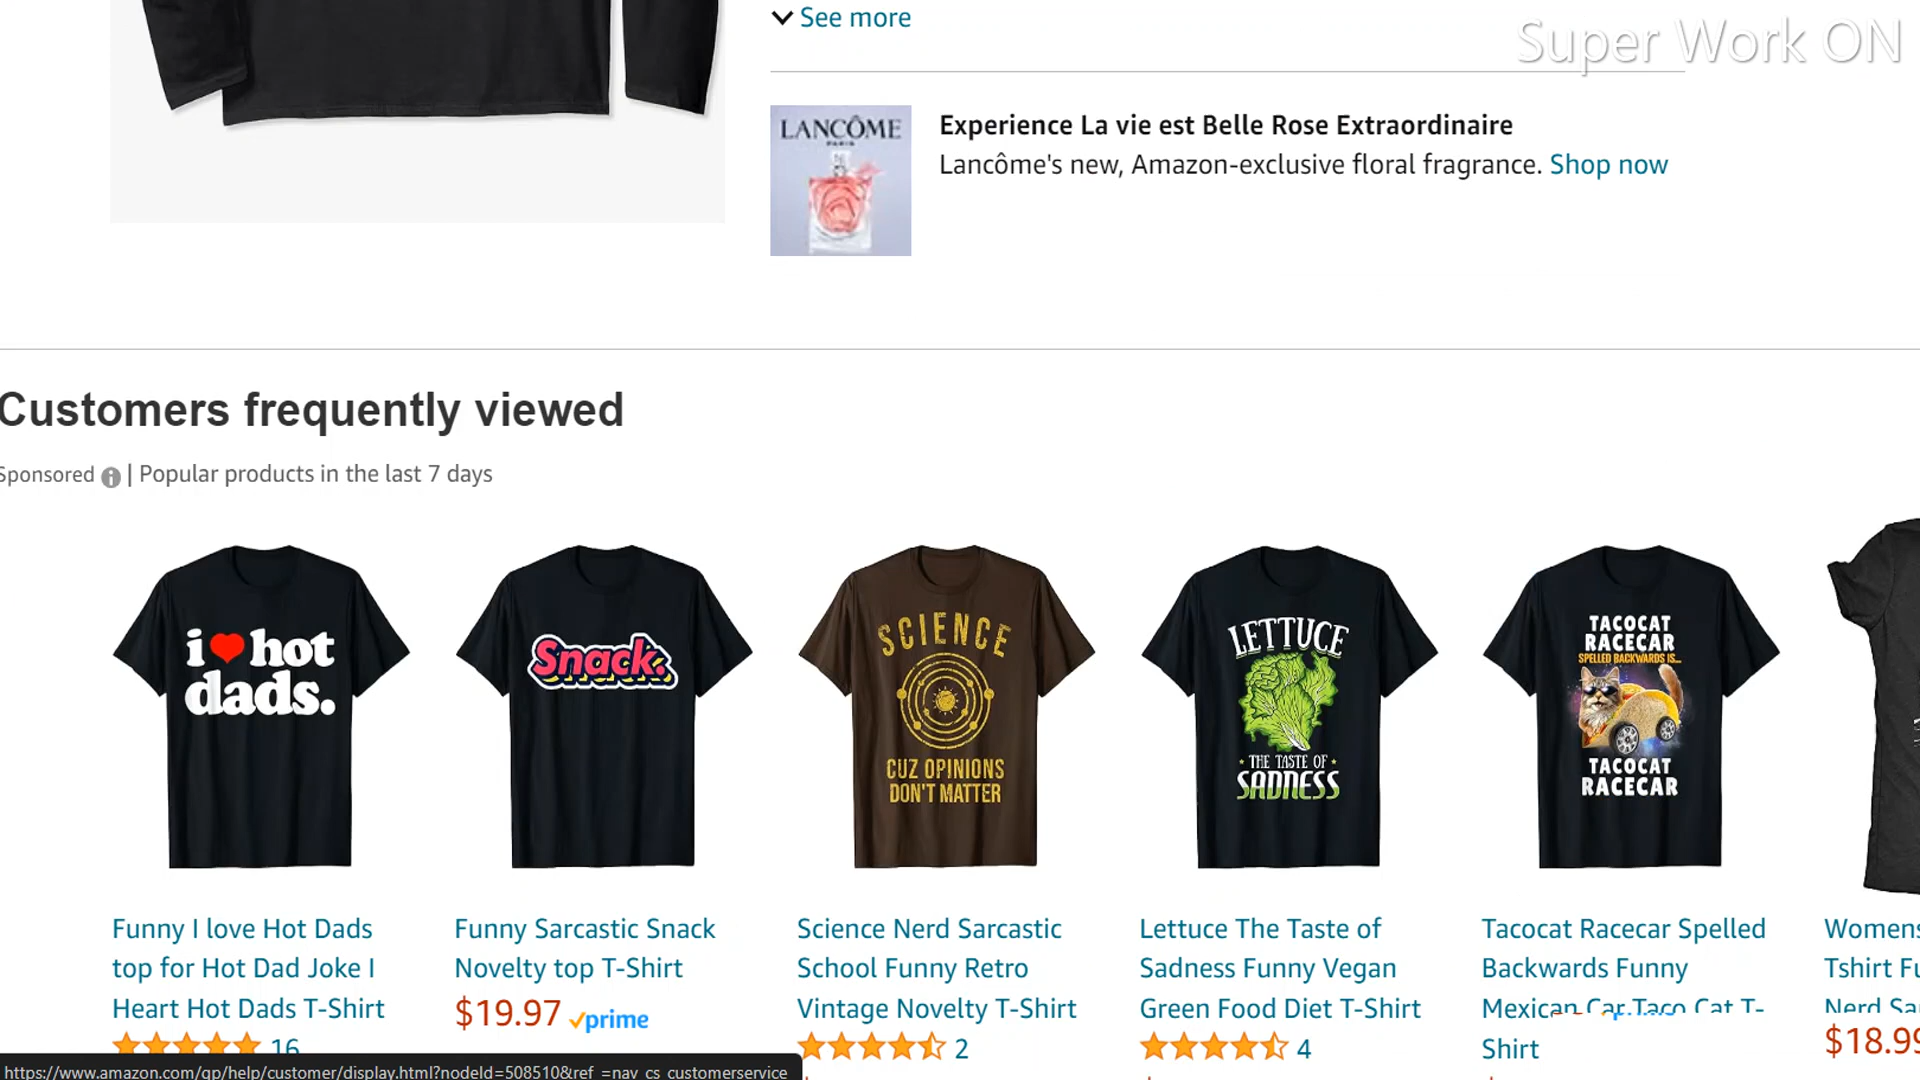 See more
Super Work ON
LANCÔME
PARIS
Experience La vie est Belle Rose Extraordinaire
Lancôme's new, Amazon-exclusive floral fragrance. Shop now
Customers frequently viewed
Sponsored | Popular products in the last 7 days
i hot
dads.
Snack.
SCIENCE
CUZ OPINIONS
DON'T MATTER
LETTUCE
THE TASTE OF
SADNESS
TACOCAT
RACECAR
SPELLED BACKWARDS IS...
TACOCAT
RACECAR
Funny I love Hot Dads
top for Hot Dad Joke I
Heart Hot Dads T-Shirt
16
Funny Sarcastic Snack
Novelty top T-Shirt
$19.97 prime
Science Nerd Sarcastic
School Funny Retro
Vintage Novelty T-Shirt
2
Lettuce The Taste of
Sadness Funny Vegan
Green Food Diet T-Shirt
4
Tacocat Racecar Spelled
Backwards Funny
Mexican Car Taco Cat T-
Shirt
Womens
Tshirt Fu
Nerd Sa
$18.99
https://www.amazon.com/gp/help/customer/display.html?nodeId=508510&ref_=nav_cs_customerservice